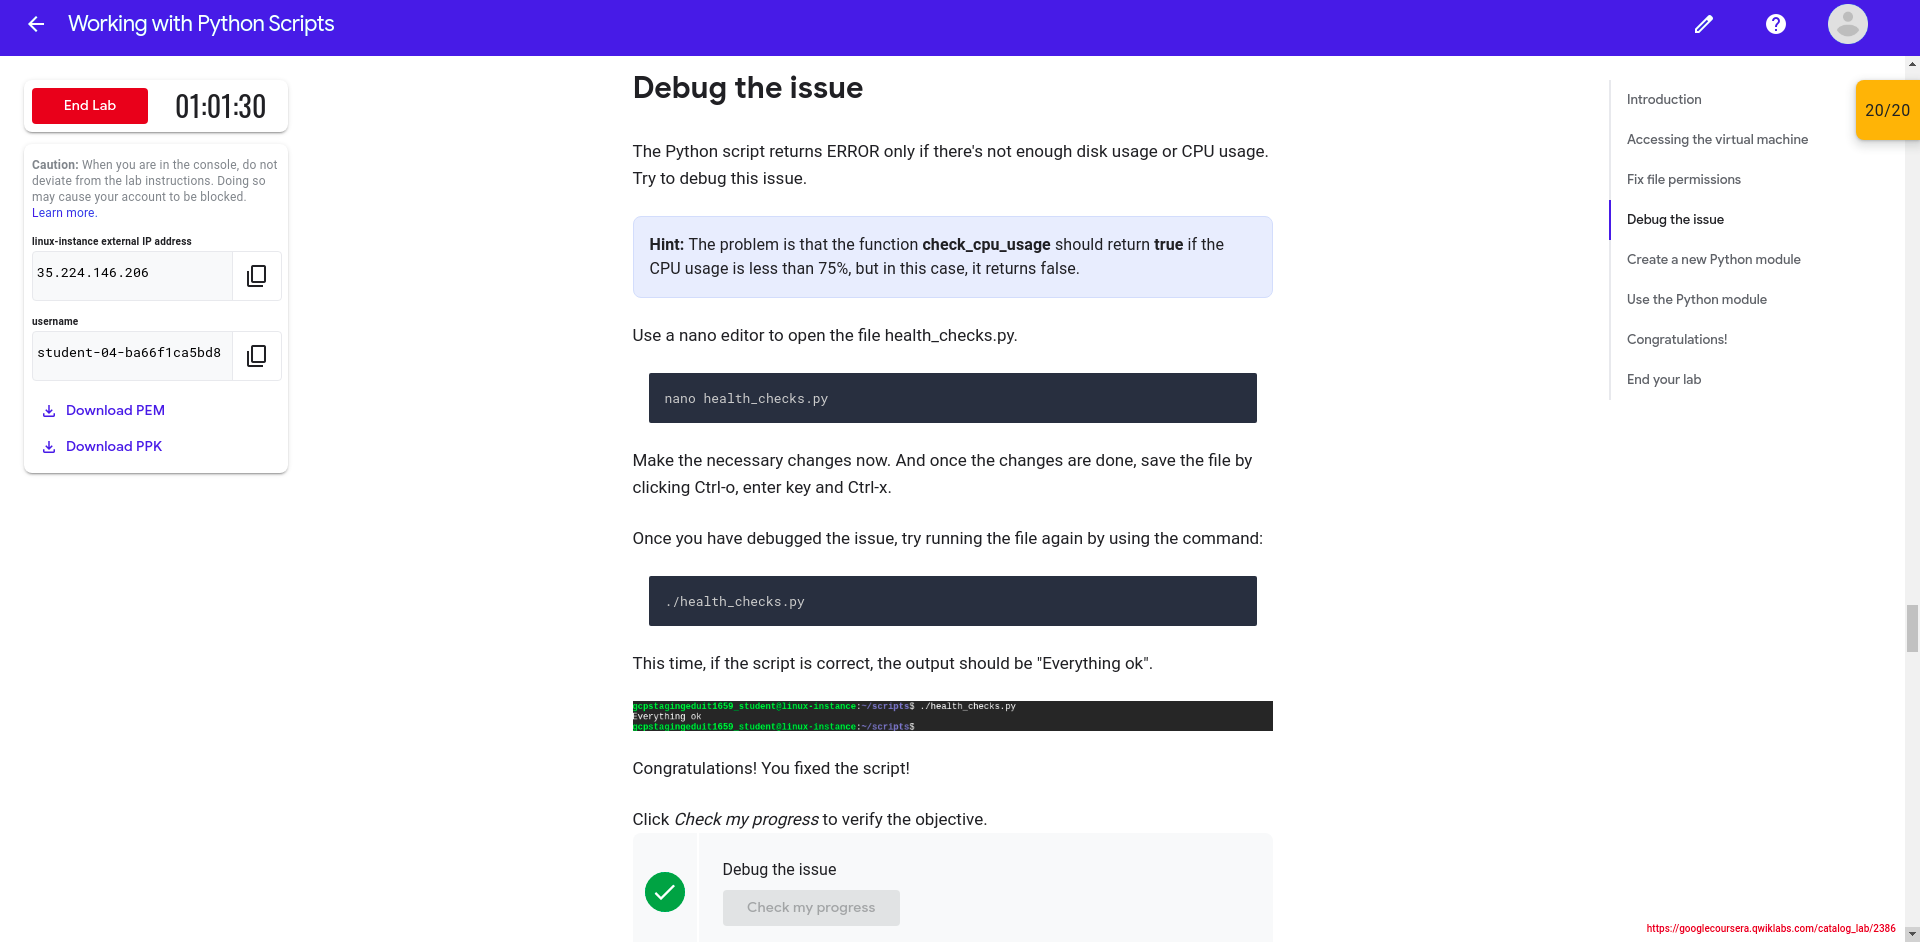 Working with Python Scripts
End Lab
01:01:30
Caution: When you are in the console, do not
deviate from the lab instructions. Doing so
may cause your account to be blocked.
Learn more.
linux-instance external IP address
35.224.146.206
username
student-04-ba66f1ca5bd8
Download PEM
Download PPK
Debug the issue
The Python script returns ERROR only if there's not enough disk usage or CPU usage.
Try to debug this issue.
Hint: The problem is that the function check_cpu_usage should return true if the
CPU usage is less than 75%, but in this case, it returns false.
Use a nano editor to open the file health_checks.py.
nano health_checks.py
Make the necessary changes now. And once the changes are done, save the file by
clicking Ctrl-o, enter key and Ctrl-x.
Once you have debugged the issue, try running the file again by using the command:
./health_checks.py
This time, if the script is correct, the output should be "Everything ok".
gcpstagingeduit1659_student@linux-instance:~/scripts$ ./health_checks.py
Everything ok
gcpstagingeduit1659_student@linux-instance:~/scripts$
Congratulations! You fixed the script!
Click Check my progress to verify the objective.
Debug the issue
Check my progress
Introduction
Accessing the virtual machine
Fix file permissions
Debug the issue
Create a new Python module
Use the Python module
Congratulations!
End your lab
20/20
https://googlecoursera.qwiklabs.com/catalog_lab/2386